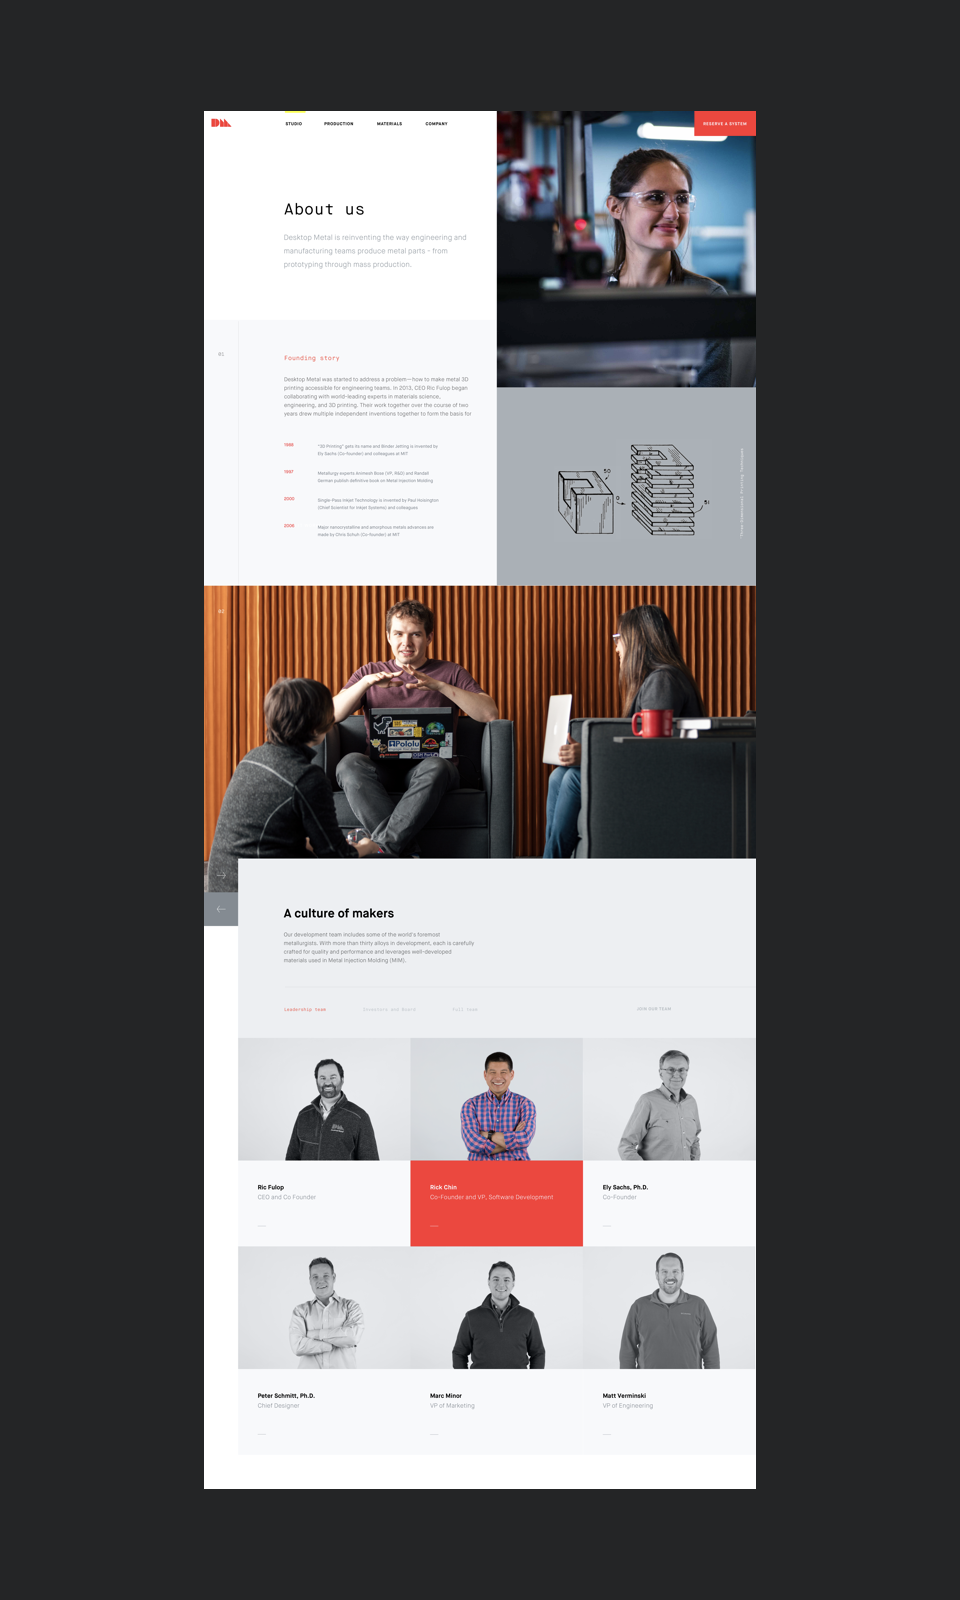 DM
STUDIO
PRODUCTION
MATERIALS
COMPANY
RESERVE A SYSTEM
About us
Desktop Metal is reinventing the way engineering and
manufacturing teams produce metal parts - from
prototyping through mass production.
01
Founding story
Desktop Metal was started to address a problem—how to make metal 3D
printing accessible for engineering teams. In 2013, CEO Ric Fulop began
collaborating with world-leading experts in materials science,
engineering, and 3D printing. Their work together over the course of two
years drew multiple independent inventions together to form the basis for
"3D Printing" gets its name and Binder Jetting is invented by
Ely Sachs (Co-founder) and colleagues at MIT
1997
Metallurgy experts Animesh Bose (VP, R&D) and Randall
German publish definitive book on Metal Injection Molding
2000
Single-Pass Inkjet Technology is invented by Paul Hoisington
(Chief Scientist for Inkjet Systems) and colleagues
2006
Major nanocrystalline and amorphous metals advances are
made by Chris Schuh (Co-founder) at MIT
50
51
Three Dimensional Printing Techniques
Pololu
A culture of makers
Our development team includes some of the world's foremost
metallurgists. With more than thirty alloys in development, each is carefully
crafted for quality and performance and leverages well-developed
materials used in Metal Injection Molding (MIM).
Leadership team
Investors and board
Full team
JOIN OUR TEAM
Ric Fulop
CEO and Co Founder
Rick Chin
Co-Founder and VP, Software Development
Ely Sachs, Ph.D.
Co-Founder
Peter Schmitt, Ph.D.
Chief Designer
Marc Minor
VP of Marketing
Matt Verminski
VP of Engineering